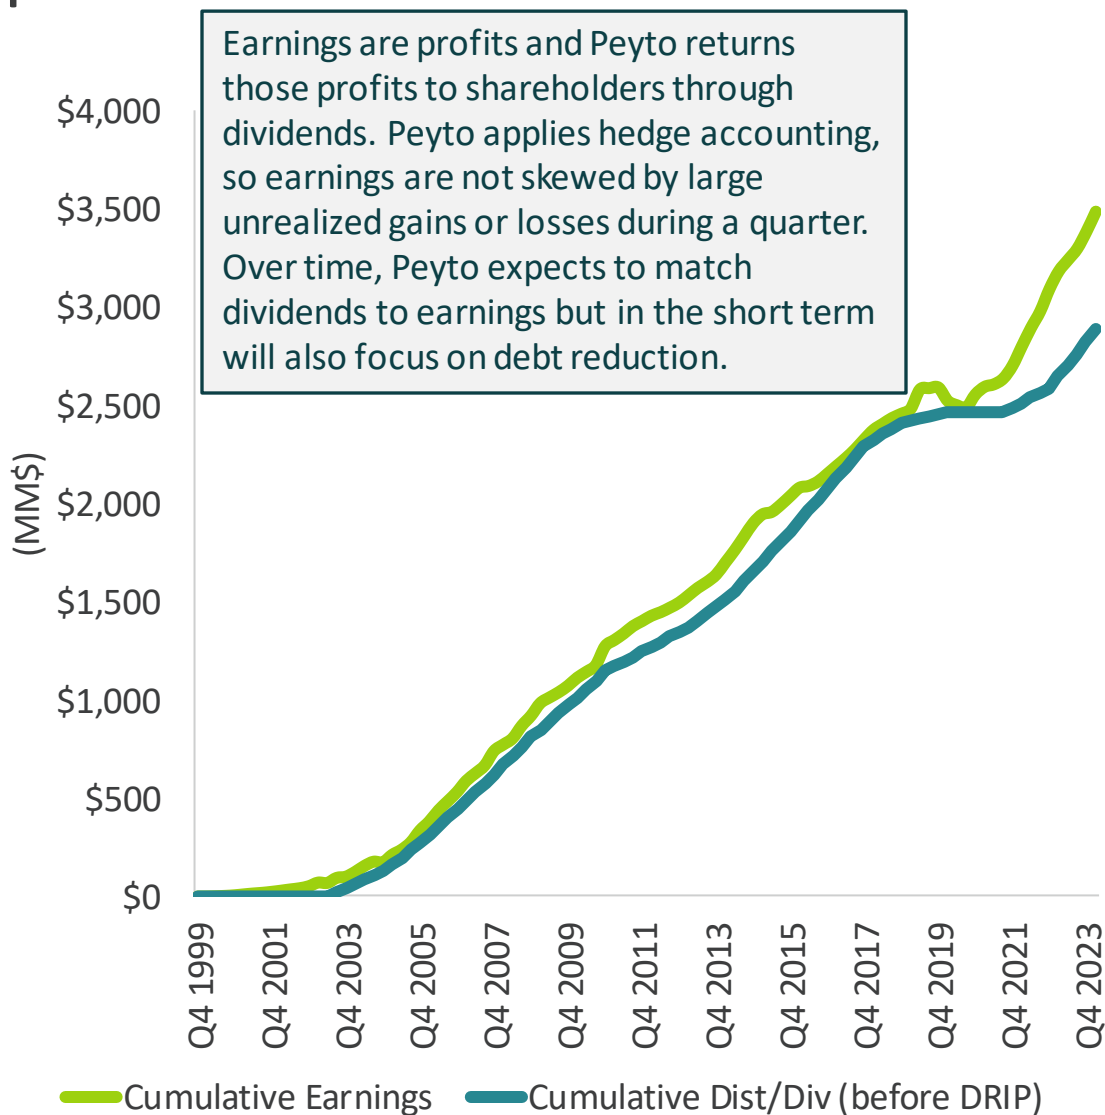 Earnings are profits and Peyto returns
those profits to shareholders through
dividends. Peyto applies hedge accounting,
so earnings are not skewed by large
unrealized gains or losses during a quarter.
Over time, Peyto expects to match
dividends to earnings but in the short term
will also focus on debt reduction.
$4,000
$3,500
$3,000
$2,500
$2,000
$1,500
$1,000
$500
$0
(MM$)
Q4 1999
Q4 2001
Q4 2003
Q4 2005
Q4 2007
Q4 2009
Q4 2011
Q4 2013
Q4 2015
Q4 2017
Q4 2019
Q4 2021
Q4 2023
Cumulative Earnings
Cumulative Dist/Div (before DRIP)